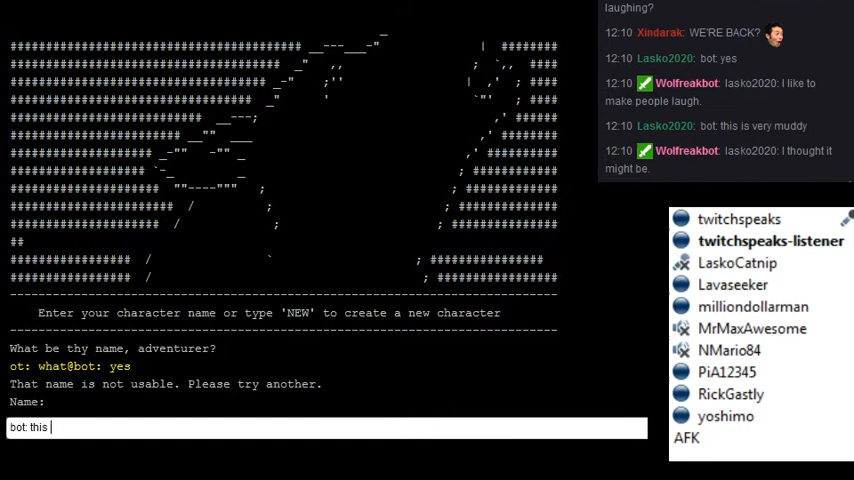 Enter your character name or type 'NEW' to create a new character
What be thy name, adventurer?
ot: what@bot: yes
That name is not usable. Please try another.
Name:
bot: this
laughing?
12:10 Xindarak: WE'RE BACK?
12:10 Lasko2020: bot: yes
12:10 Wolfreakbot: lasko2020: I like to
make people laugh.
12:10 Lasko2020: bot: this is very muddy
12:10 Wolfreakbot: lasko2020: I thought it
might be.
twitchspeaks
twitchspeaks-listener
LaskoCatnip
Lavaseeker
milliondollarman
MrMaxAwesome
NMario84
PiA12345
RickGastly
yoshimo
AFK